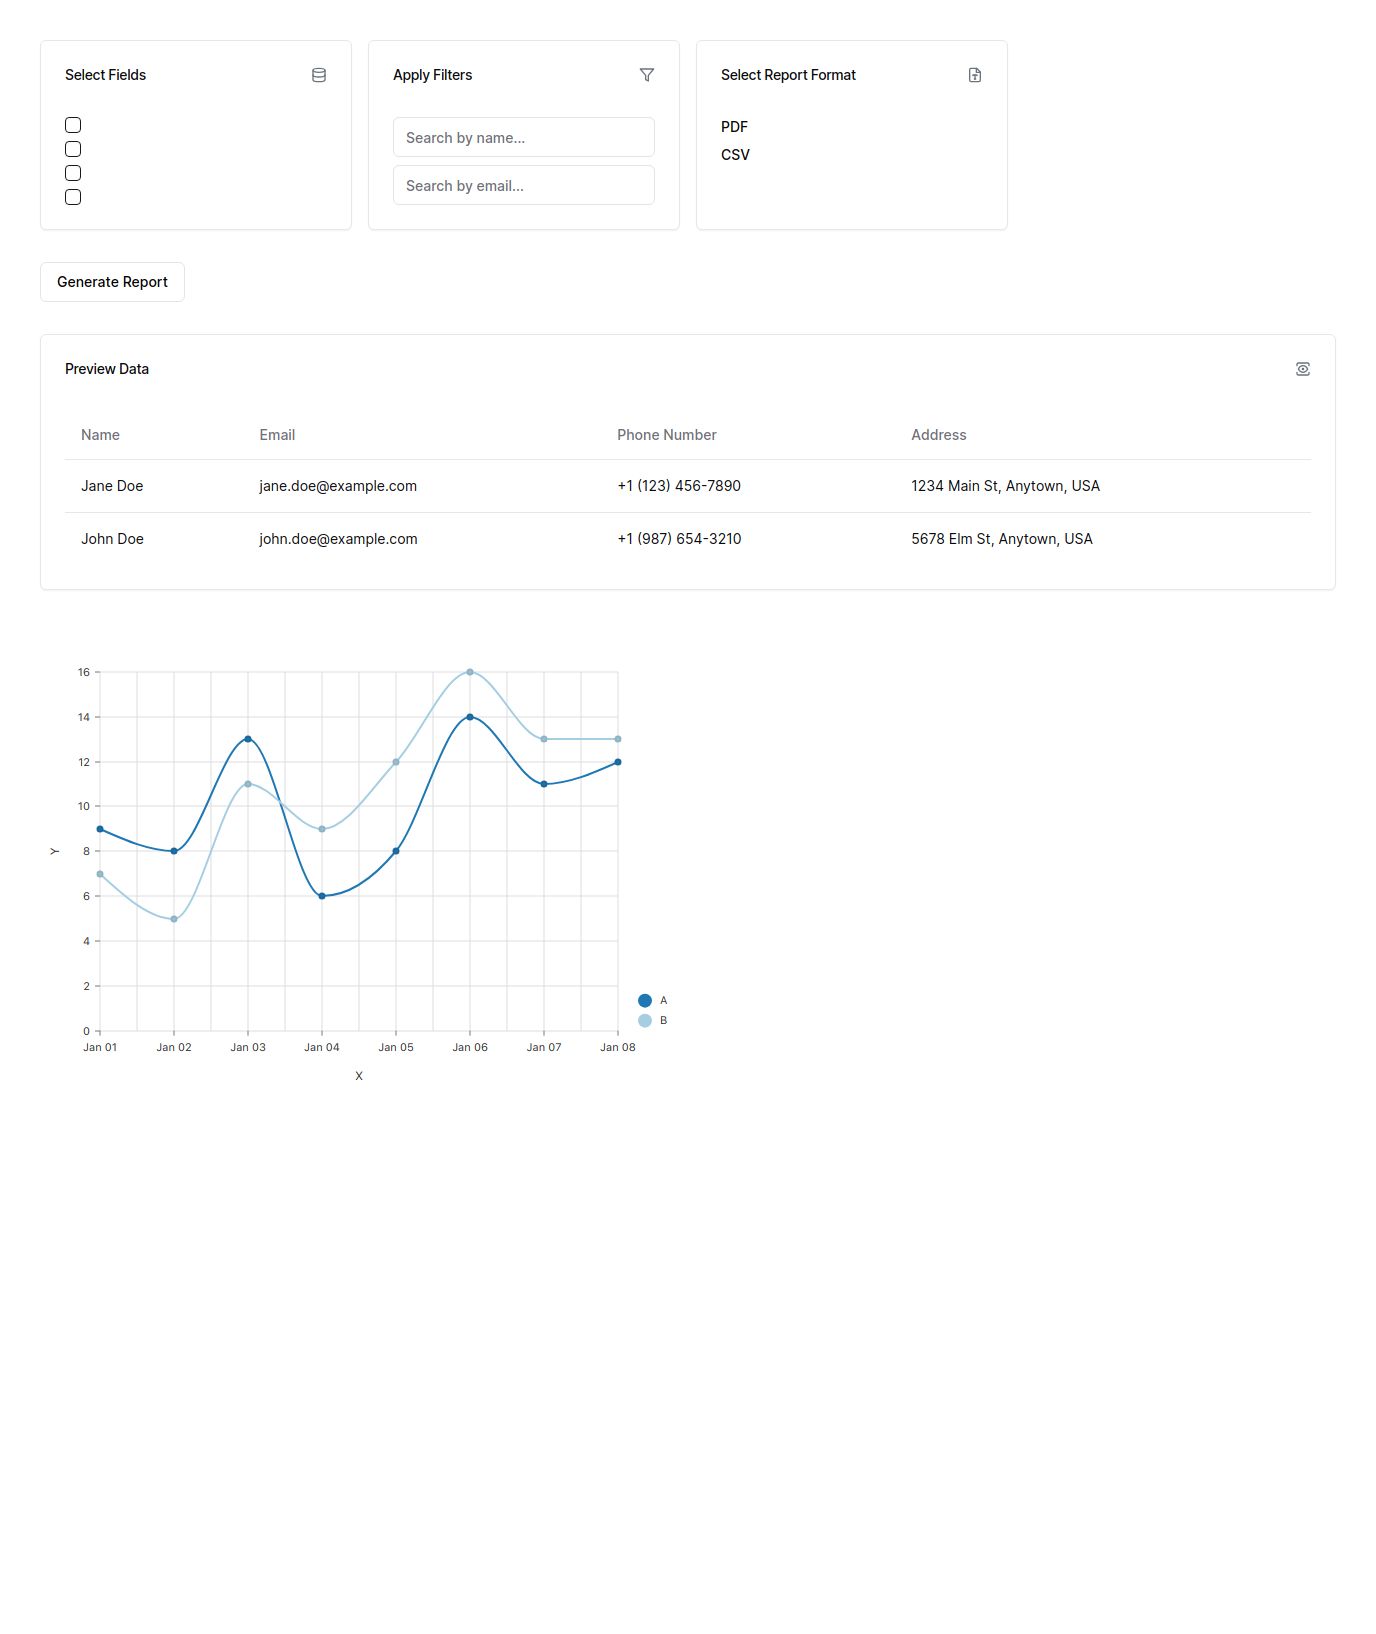 Select Fields
Apply Filters
Search by name...
Search by email...
Select Report Format
PDF
CSV
Generate Report
Preview Data
Name Email Phone Number Address
Jane Doe jane.doe@example.com +1 (123) 456-7890 1234 Main St, Anytown, USA
John Doe john.doe@example.com +1 (987) 654-3210 5678 Elm St, Anytown, USA
16
14
12
10
8
6
4
2
0
Y
Jan 01 Jan 02 Jan 03 Jan 04 Jan 05 Jan 06 Jan 07 Jan 08
X
A
B